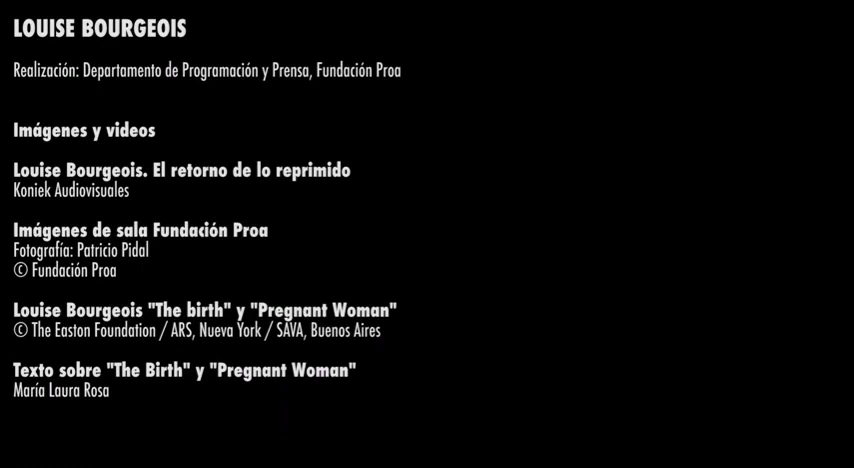 LOUISE BOURGEOIS
Realización: Departamento de Programación y Prensa, Fundación Proa
Imágenes y videos
Louise Bourgeois. El retorno de lo reprimido
Koniek Audiovisuales
Imágenes de sala Fundación Proa
Fotografía: Patricio Pidal
© Fundación Proa
Louise Bourgeois "The birth" y "Pregnant Woman"
© The Easton Foundation / ARS, Nueva York / SAVA, Buenos Aires
Texto sobre "The Birth" y "Pregnant Woman"
María Laura Rosa